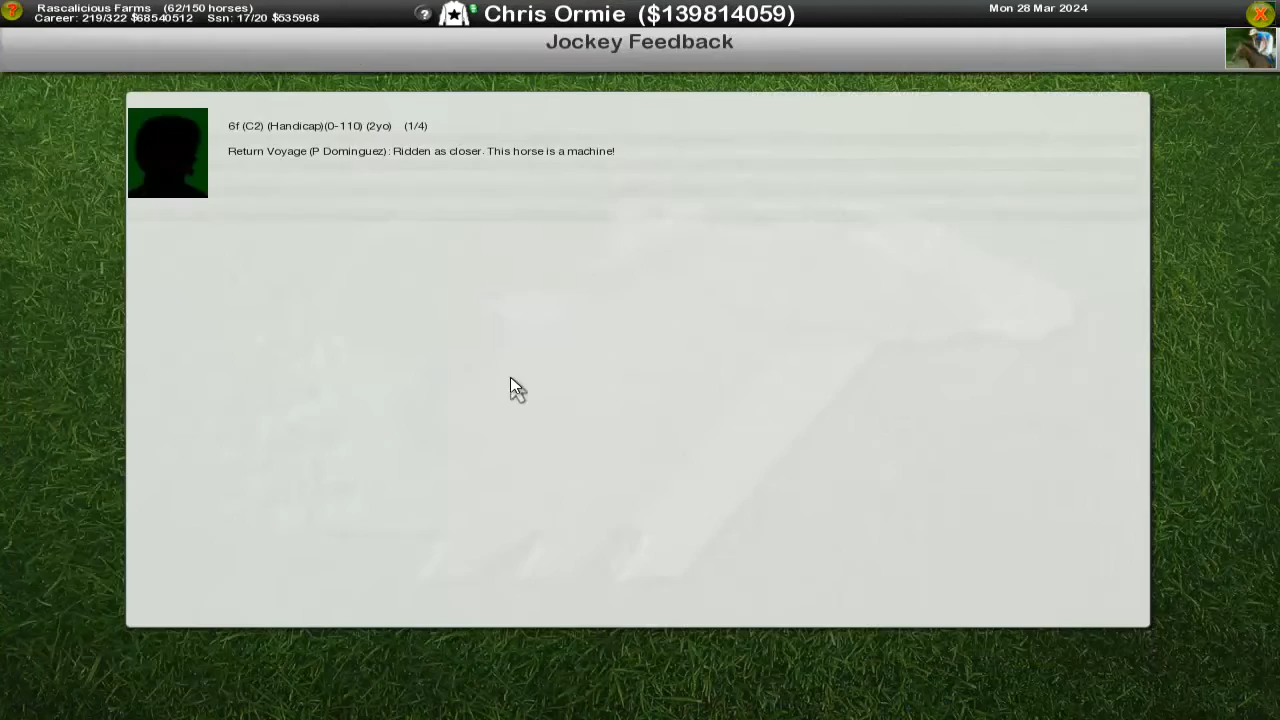 Rascalicious Farms (62/150 horses)
Career: 219/322 $68540512 Ssn: 17/20 $535968
? Chris Ormie ($139814059)
Mon 28 Mar 2024
Jockey Feedback
6f (C2) (Handicap)(0-110) (2yo) (1/4)
Return Voyage (P Dominguez): Ridden as closer. This horse is a machine!